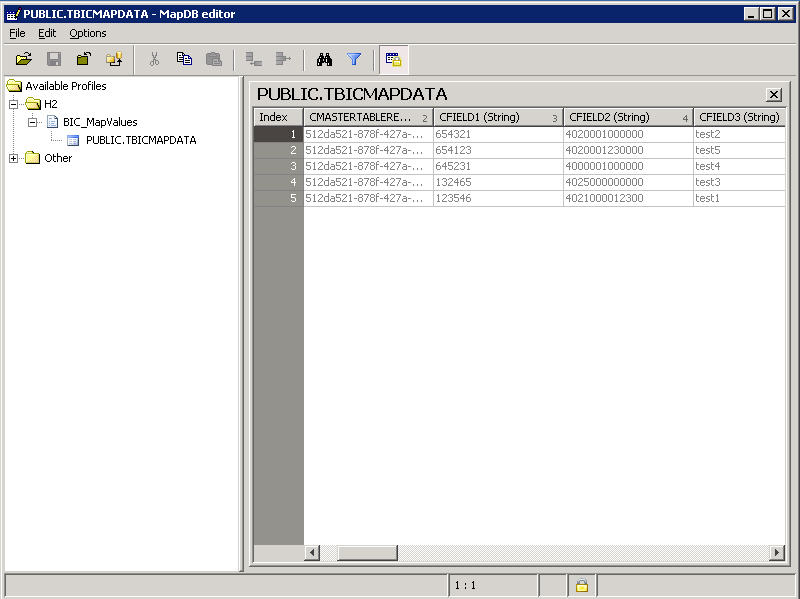 PUBLIC.TBICMAPDATA - MapDB editor
File Edit Options
Available Profiles
H2
BIC_MapValues
PUBLIC.TBICMAPDATA
Other
PUBLIC.TBICMAPDATA
Index CMASTERTABLERE... 2 CFIELD1 (String) 3 CFIELD2 (String) 4 CFIELD3 (String)
1 512da521-878f-427a-... 654321 4020001000000 test2
2 512da521-878f-427a-... 654123 4020001230000 test5
3 512da521-878f-427a-... 645231 4000001000000 test4
4 512da521-878f-427a-... 132465 4025000000000 test3
5 512da521-878f-427a-... 123546 4021000012300 test1
1 : 1